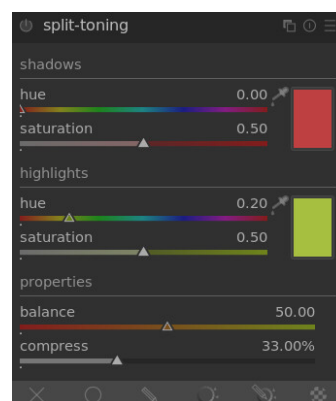 split-toning
shadows
hue 0.00
saturation 0.50
highlights
hue 0.20
saturation 0.50
properties
balance 50.00
compress 33.00%